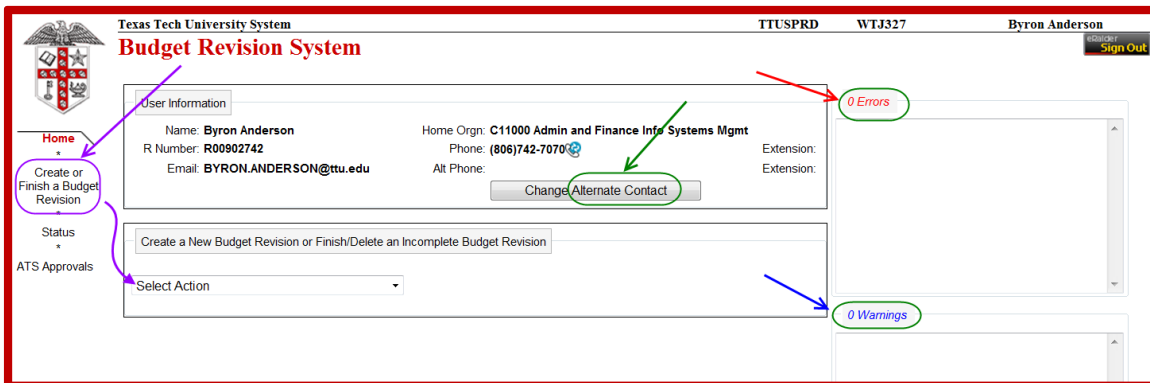 Texas Tech University System TTUSPRD WTJ327 Byron Anderson
Budget Revision System
eRaider
Sign Out
Home
*
Create or
Finish a Budget
Revision
*
Status
*
ATS Approvals
User Information
Name: Byron Anderson Home Orgn: C11000 Admin and Finance Info Systems Mgmt
R Number: R00902742 Phone: (806)742-7070 Extension:
Email: BYRON.ANDERSON@ttu.edu Alt Phone: Extension:
Change Alternate Contact
Create a New Budget Revision or Finish/Delete an Incomplete Budget Revision
Select Action
0 Errors
0 Warnings